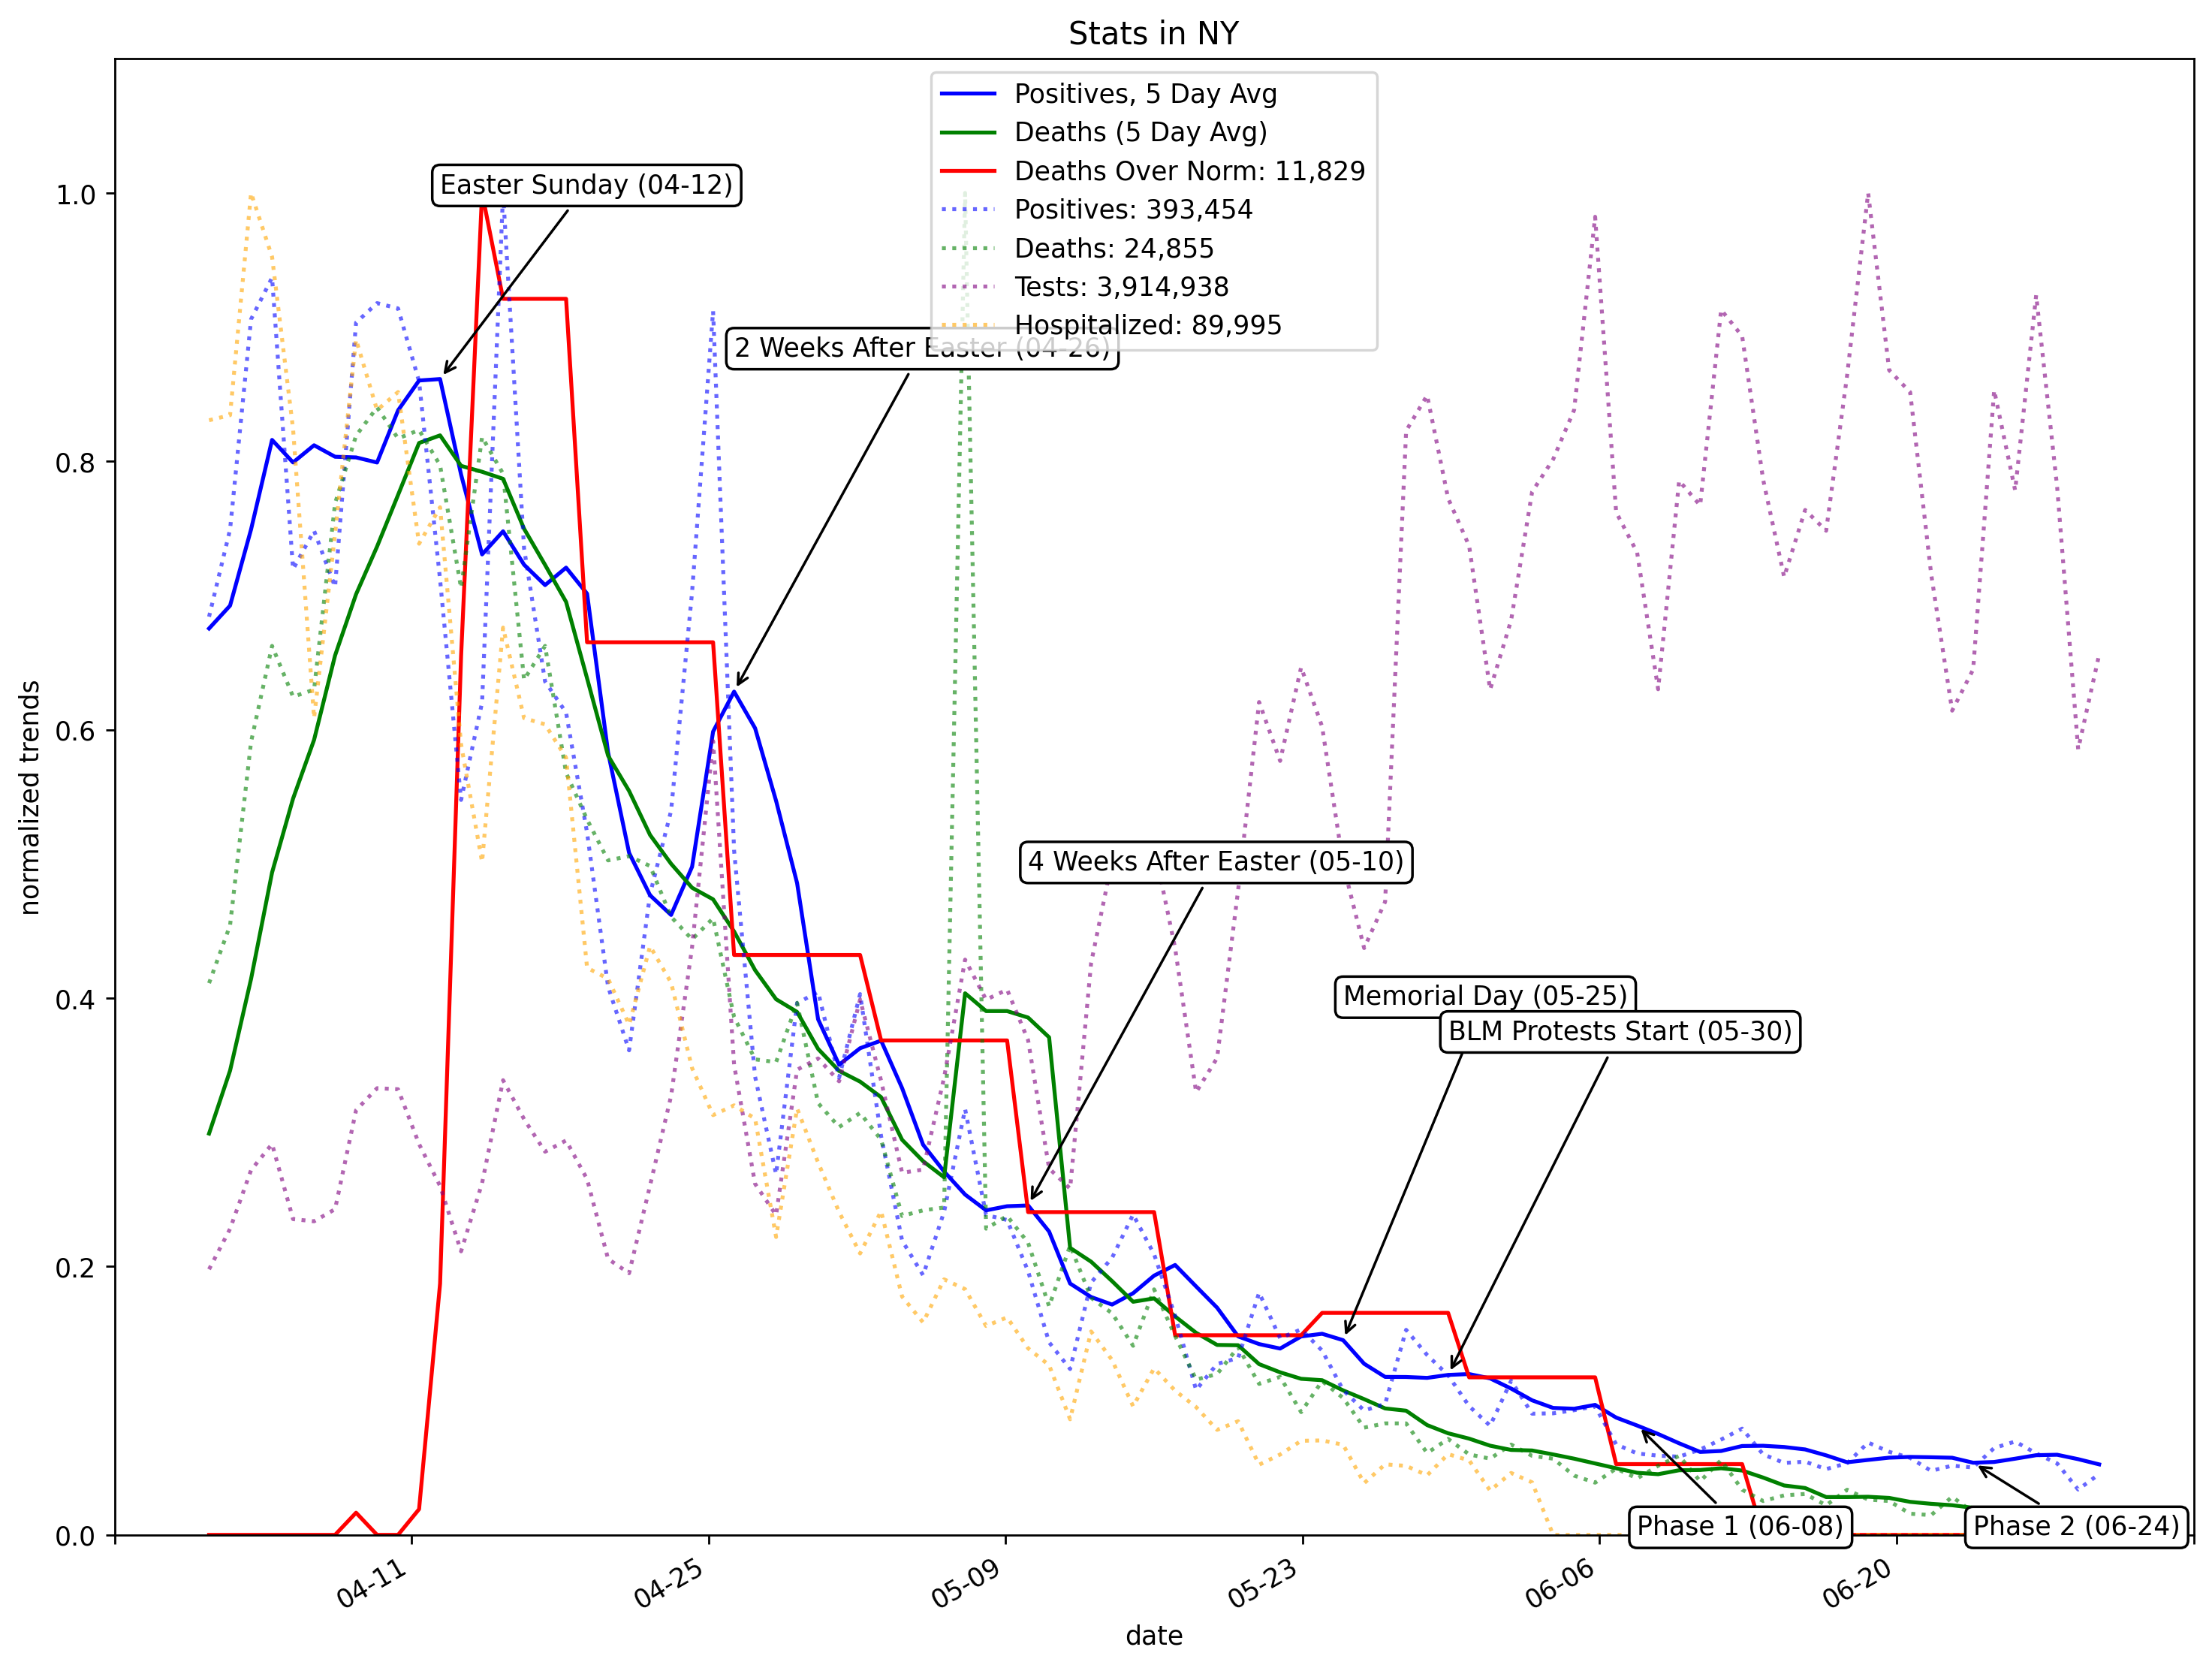 Stats in NY
Positives, 5 Day Avg
Deaths (5 Day Avg)
Deaths Over Norm: 11,829
Positives: 393,454
Deaths: 24,855
Tests: 3,914,938
Hospitalized: 89,995
Easter Sunday (04-12)
2 Weeks After Easter (04-26)
4 Weeks After Easter (05-10)
Memorial Day (05-25)
BLM Protests Start (05-30)
Phase 1 (06-08)
Phase 2 (06-24)
normalized trends
1.0
0.8
0.6
0.4
0.2
0.0
04-11
04-25
05-09
05-23
06-06
06-20
date